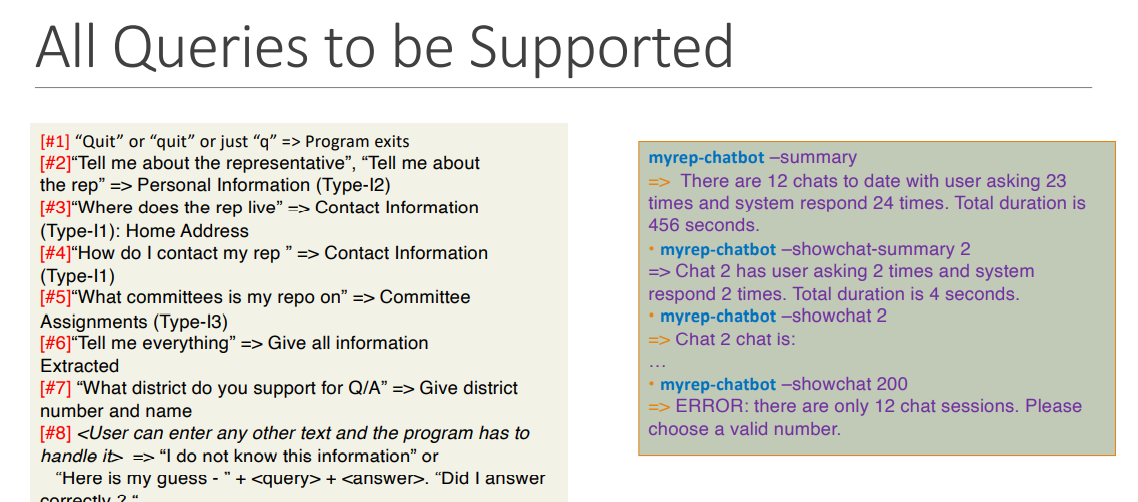 All Queries to be Supported
[#1] “Quit” or “quit” or just “q” => Program exits
[#2]“Tell me about the representative”, “Tell me about
the rep” => Personal Information (Type-I2)
[#3]“Where does the rep live” => Contact Information
(Type-I1): Home Address
[#4]“How do I contact my rep ” => Contact Information
(Type-I1)
[#5]“What committees is my repo on” => Committee
Assignments (Type-I3)
[#6]“Tell me everything” => Give all information
Extracted
[#7] “What district do you support for Q/A” => Give district
number and name
[#8] <User can enter any other text and the program has to
handle it> => “I do not know this information” or
“Here is my guess - ” + <query> + <answer>. “Did I answer
correctly ? “
myrep-chatbot –summary
=> There are 12 chats to date with user asking 23
times and system respond 24 times. Total duration is
456 seconds.
• myrep-chatbot –showchat-summary 2
=> Chat 2 has user asking 2 times and system
respond 2 times. Total duration is 4 seconds.
• myrep-chatbot –showchat 2
=> Chat 2 chat is:
…
• myrep-chatbot –showchat 200
=> ERROR: there are only 12 chat sessions. Please
choose a valid number.